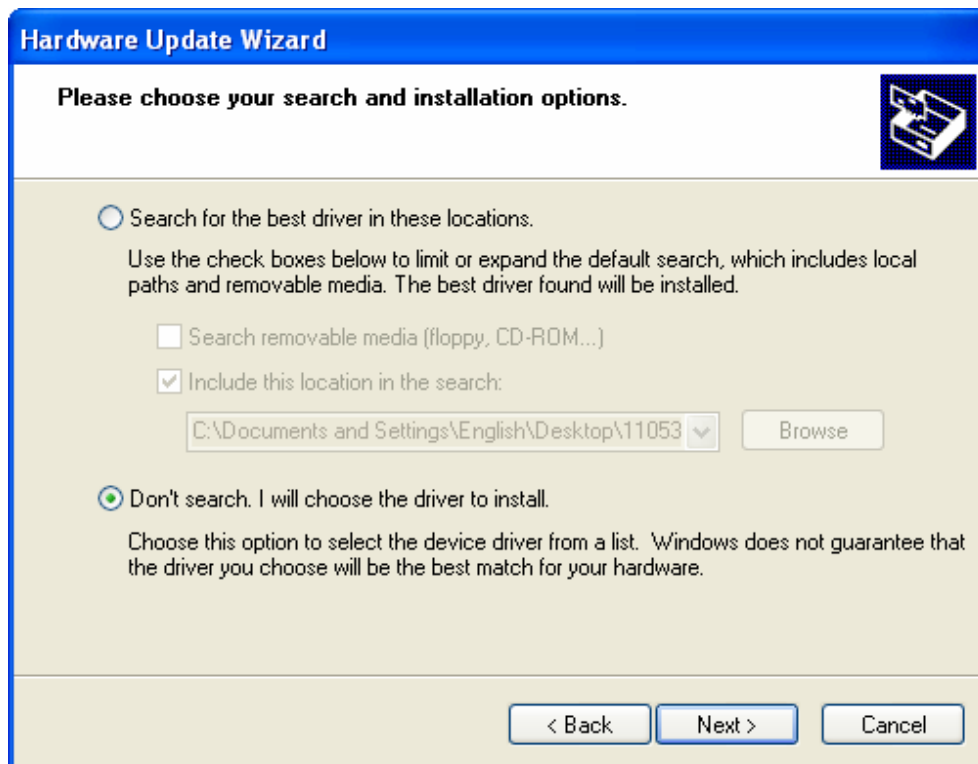 Hardware Update Wizard
Please choose your search and installation options.
Search for the best driver in these locations.
Use the check boxes below to limit or expand the default search, which includes local
paths and removable media. The best driver found will be installed.
Search removable media (floppy, CD-ROM...)
Include this location in the search:
C:\Documents and Settings\English\Desktop\11053
Browse
Don't search. I will choose the driver to install.
Choose this option to select the device driver from a list.  Windows does not guarantee that
the driver you choose will be the best match for your hardware.
< Back Next > Cancel